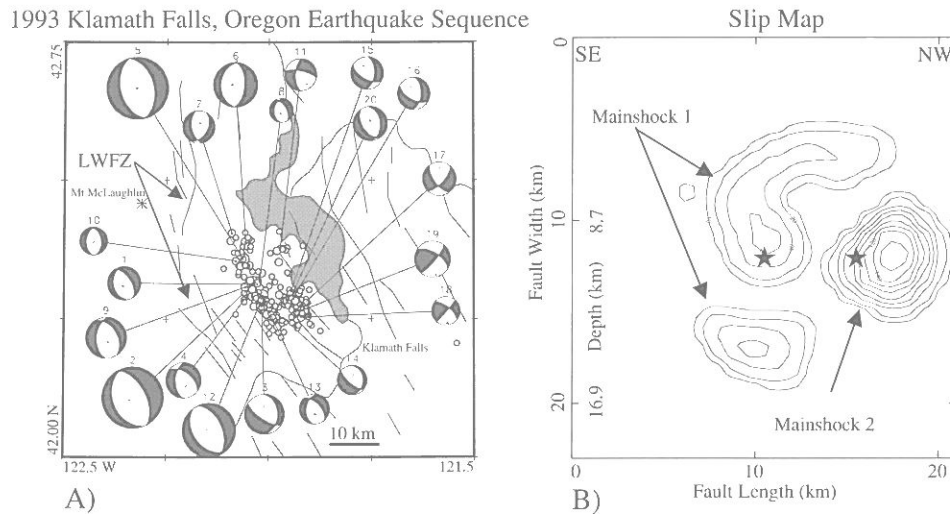 1993 Klamath Falls, Oregon Earthquake Sequence
42.75
5
6
11
15
16
7
8
20
LWFZ
17
Mt McLaughlin
10
19
1
18
9
Klamath Falls
2
4
14
12
3
13
10 km
42.00 N
122.5 W
121.5
A)
Slip Map
0
SE
NW
Mainshock 1
Fault Width (km)
10
8.7
Depth (km)
Mainshock 2
20
16.9
0
10
20
Fault Length (km)
B)